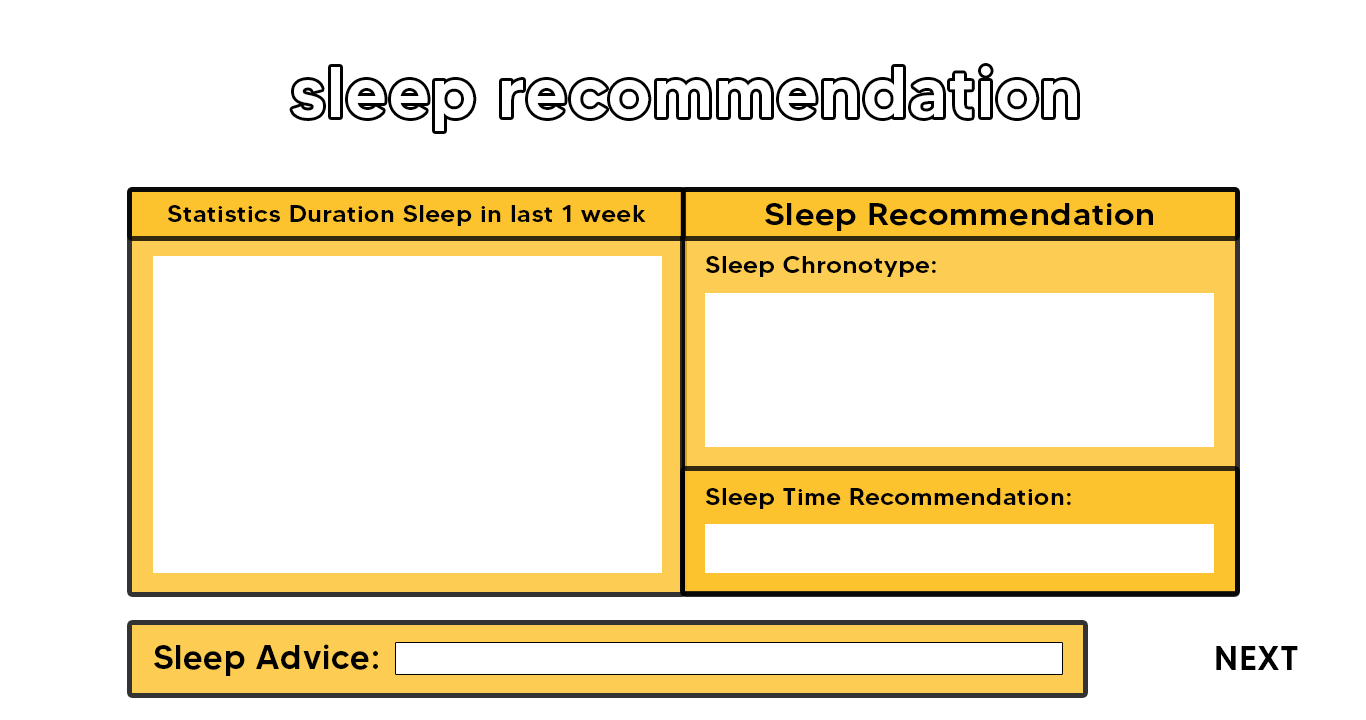 sleep recommendation
Statistics Duration Sleep in last 1 week
Sleep Recommendation
Sleep Chronotype:
Sleep Time Recommendation:
Sleep Advice:
NEXT